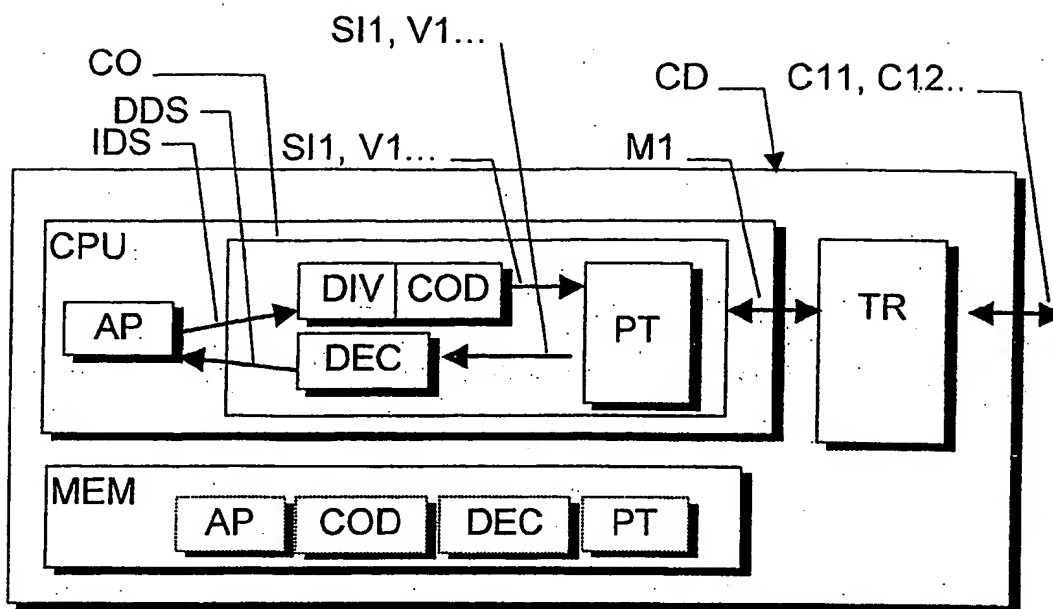 SI1, V1...
CO
CD
C11, C12..
DDS
IDS
SI1, V1...
M1
CPU
DIV COD
AP
DEC
PT
TR
MEM
AP COD DEC PT